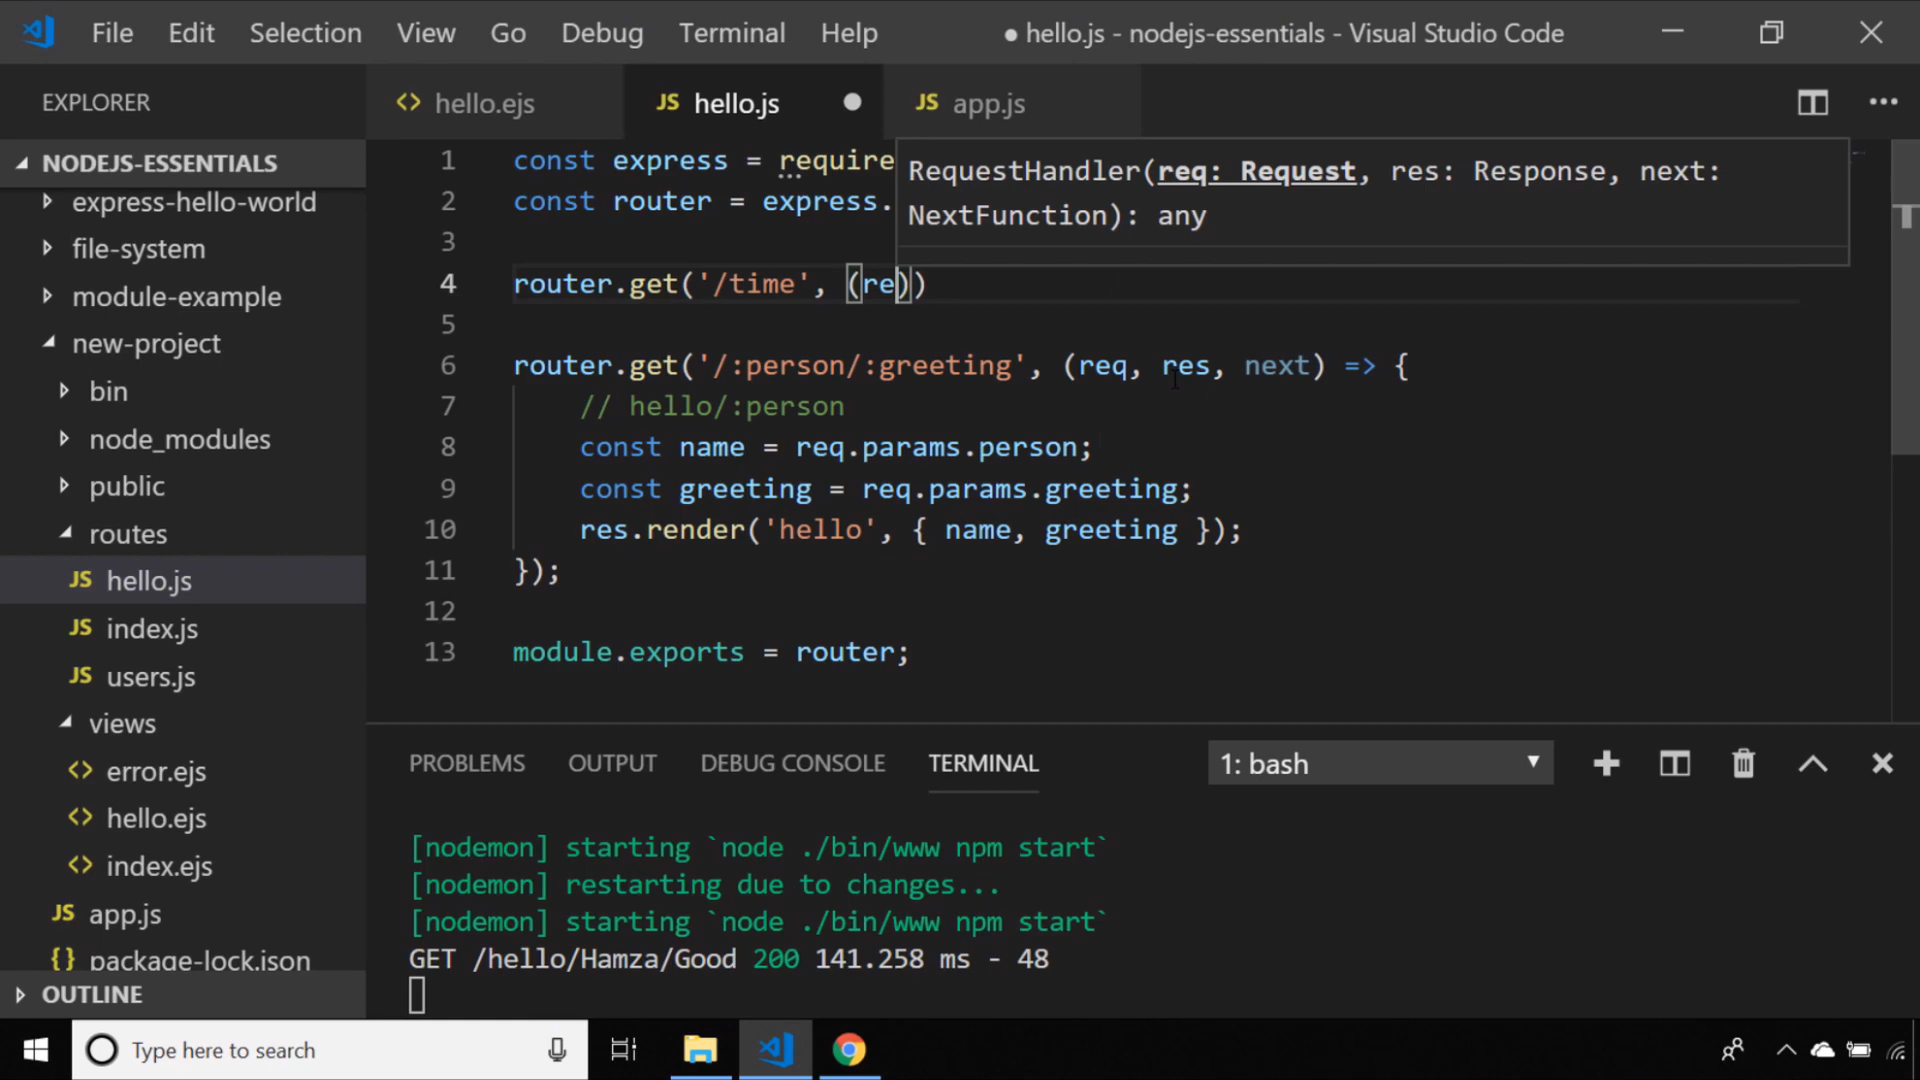 File Edit Selection View Go Debug Terminal Help ● hello.js - nodejs-essentials - Visual Studio Code
EXPLORER
hello.ejs
JS hello.js
JS app.js
NODEJS-ESSENTIALS
express-hello-world
file-system
module-example
new-project
bin
node_modules
public
routes
JS hello.js
JS index.js
JS users.js
views
<> error.ejs
<> hello.ejs
<> index.ejs
JS app.js
{} package-lock.json
OUTLINE
1 const express = require
2 const router = express.
RequestHandler(req: Request, res: Response, next:
NextFunction): any
3
4 router.get('/time', (re))
5
6 router.get('/:person/:greeting', (req, res, next) => {
7 // hello/:person
8 const name = req.params.person;
9 const greeting = req.params.greeting;
10 res.render('hello', { name, greeting });
11 });
12
13 module.exports = router;
PROBLEMS OUTPUT DEBUG CONSOLE TERMINAL 1: bash
[nodemon] starting `node ./bin/www npm start`
[nodemon] restarting due to changes...
[nodemon] starting `node ./bin/www npm start`
GET /hello/Hamza/Good 200 141.258 ms - 48
Type here to search